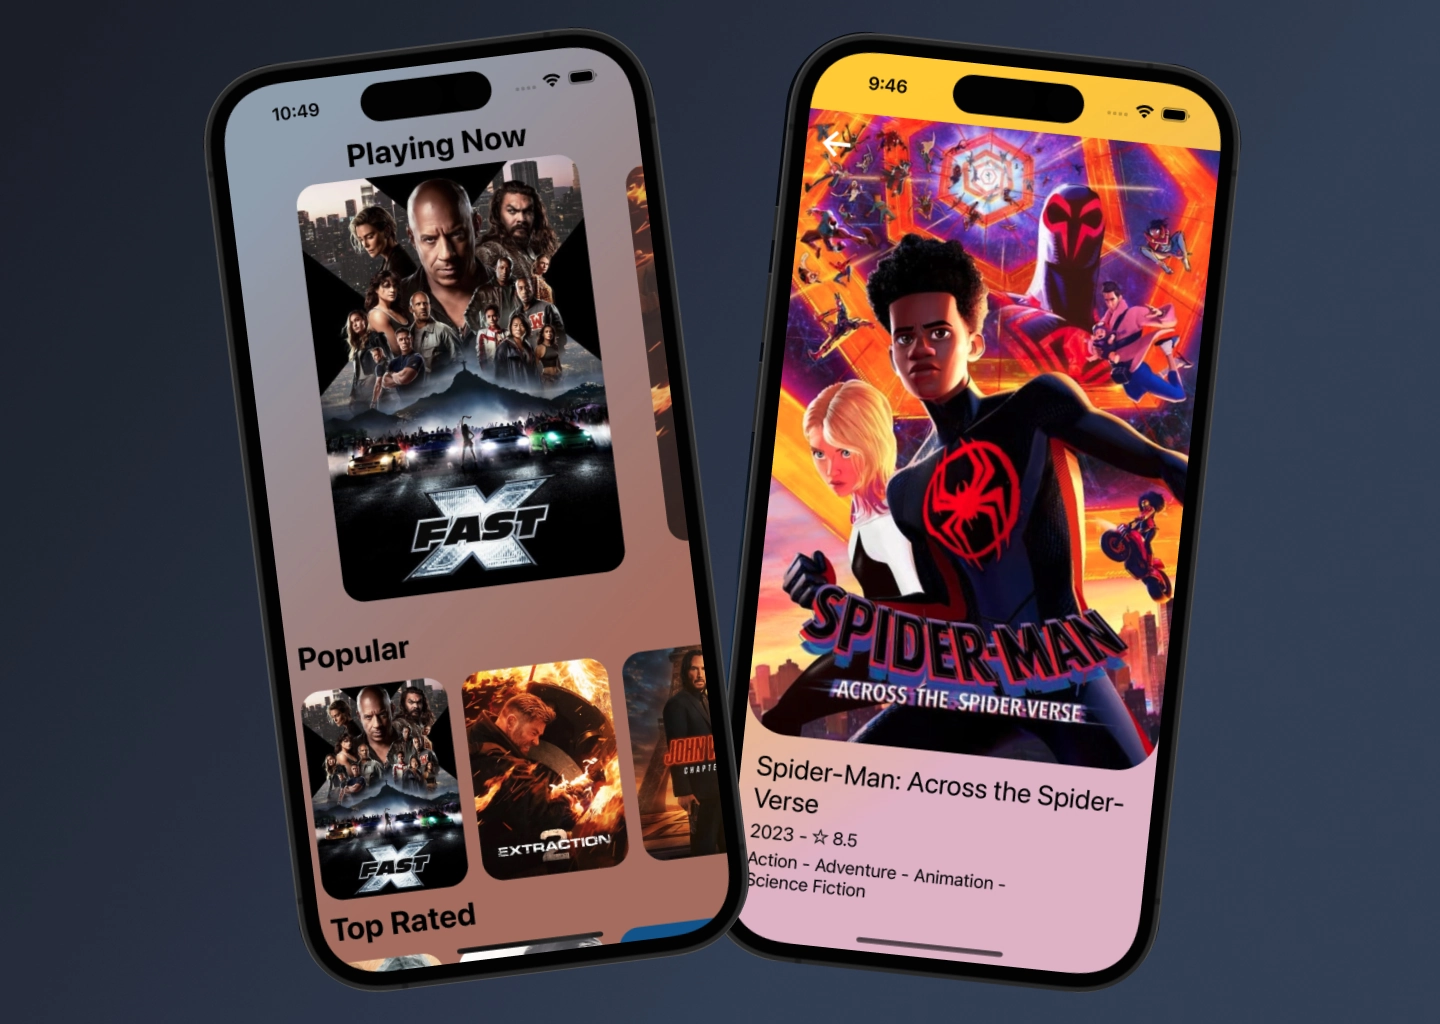 10:49
Playing Now
W
FAST
X
Popular
FAST
X
EXTRACTION
2
JOHN
CHAPTE
Top Rated
9:46
SPIDER-MAN
ACROSS THE SPIDER-VERSE
Spider-Man: Across the Spider-
Verse
2023 - ☆ 8.5
Action - Adventure - Animation -
Science Fiction